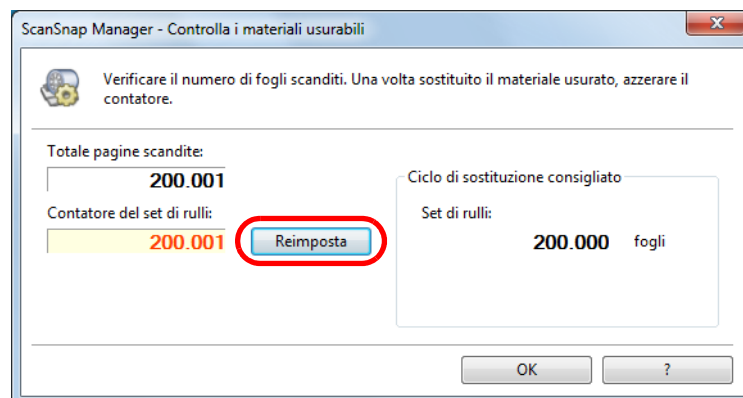 ScanSnap Manager - Controlla i materiali usurabili
Verificare il numero di fogli scanditi. Una volta sostituito il materiale usurato, azzerare il
contatore.
Totale pagine scandite:
200.001
Contatore del set di rulli:
200.001 Reimposta
Ciclo di sostituzione consigliato
Set di rulli:
200.000 fogli
OK ?